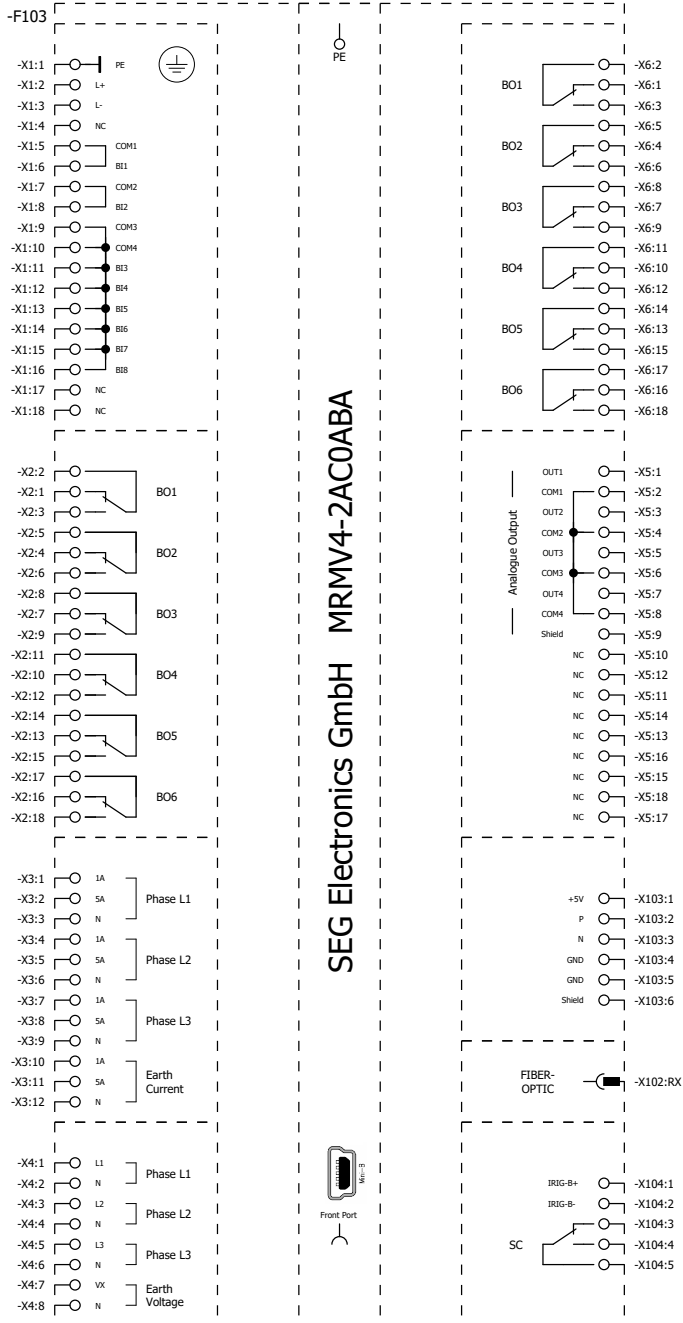 -F103
PE
-X1:1 PE
-X1:2 L+
-X1:3 L-
-X1:4 NC
-X1:5 COM1
-X1:6 BI1
-X1:7 COM2
-X1:8 BI2
-X1:9 COM3
-X1:10 COM4
-X1:11 BI3
-X1:12 BI4
-X1:13 BI5
-X1:14 BI6
-X1:15 BI7
-X1:16 BI8
-X1:17 NC
-X1:18 NC
-X2:2
-X2:1 BO1
-X2:3
-X2:5
-X2:4 BO2
-X2:6
-X2:8
-X2:7 BO3
-X2:9
-X2:11
-X2:10 BO4
-X2:12
-X2:14
-X2:13 BO5
-X2:15
-X2:17
-X2:16 BO6
-X2:18
-X3:1 1A
-X3:2 5A Phase L1
-X3:3 N
-X3:4 1A
-X3:5 5A Phase L2
-X3:6 N
-X3:7 1A
-X3:8 5A Phase L3
-X3:9 N
-X3:10 1A
-X3:11 5A Earth Current
-X3:12 N
-X4:1 L1
Phase L1
-X4:2 N
-X4:3 L2
Phase L2
-X4:4 N
-X4:5 L3
Phase L3
-X4:6 N
-X4:7 VX
Earth Voltage
-X4:8 N
SEG Electronics GmbH MRMV4-2AC0ABA
Mini-B
Front Port
-X6:2
BO1 -X6:1
-X6:3
-X6:5
BO2 -X6:4
-X6:6
-X6:8
BO3 -X6:7
-X6:9
-X6:11
BO4 -X6:10
-X6:12
-X6:14
BO5 -X6:13
-X6:15
-X6:17
BO6 -X6:16
-X6:18
Analogue Output
OUT1 -X5:1
COM1 -X5:2
OUT2 -X5:3
COM2 -X5:4
OUT3 -X5:5
COM3 -X5:6
OUT4 -X5:7
COM4 -X5:8
Shield -X5:9
NC -X5:10
NC -X5:12
NC -X5:11
NC -X5:14
NC -X5:13
NC -X5:16
NC -X5:15
NC -X5:18
NC -X5:17
+5V -X103:1
P -X103:2
N -X103:3
GND -X103:4
GND -X103:5
Shield -X103:6
FIBER-
OPTIC
-X102:RX
IRIG-B+ -X104:1
IRIG-B- -X104:2
-X104:3
SC -X104:4
-X104:5